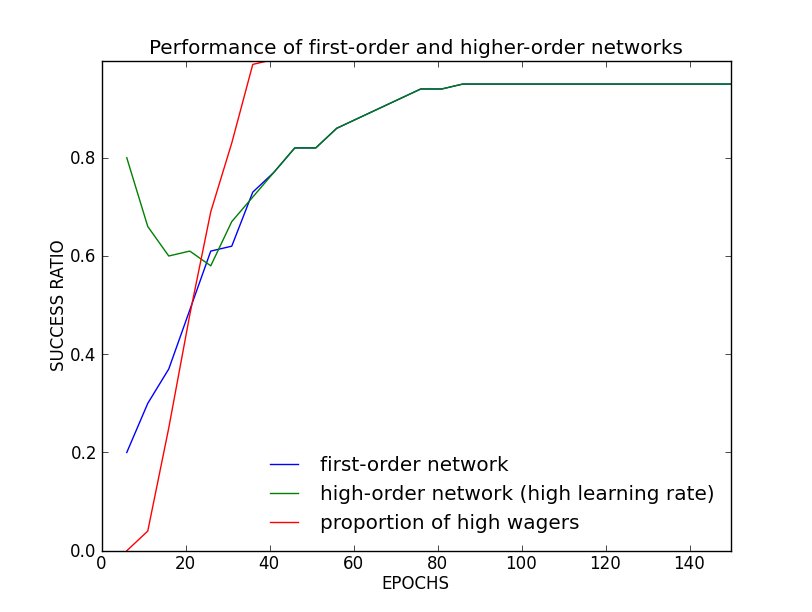 Performance of first-order and higher-order networks
SUCCESS RATIO
0.8
0.6
0.4
0.2
0.0
first-order network
high-order network (high learning rate)
proportion of high wagers
0 20 40 60 80 100 120 140
EPOCHS